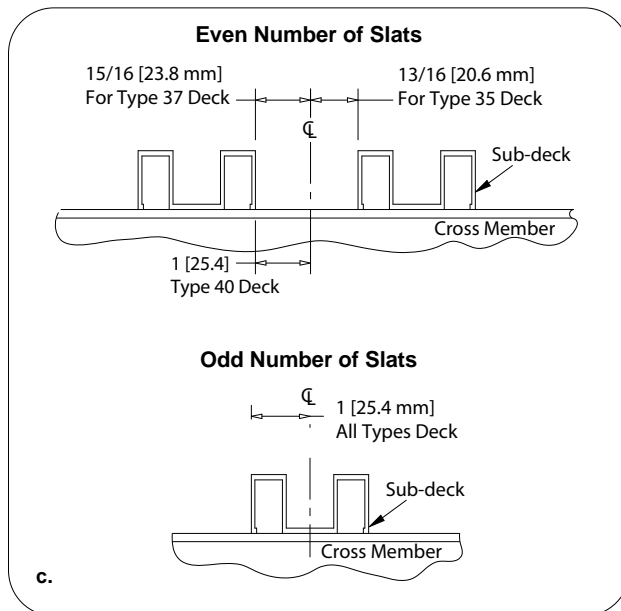 Even Number of Slats
15/16 [23.8 mm]
For Type 37 Deck
13/16 [20.6 mm]
For Type 35 Deck
℄
Sub-deck
Cross Member
1 [25.4]
Type 40 Deck
Odd Number of Slats
℄
1 [25.4 mm]
All Types Deck
Sub-deck
Cross Member
c.